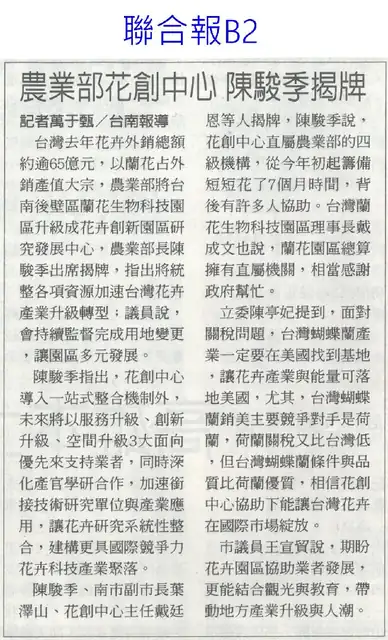 聯合報B2
農業部花創中心 陳駿季揭牌
記者萬于甄／台南報導
台灣去年花卉外銷總額
約逾65億元，以蘭花占外
銷產值大宗，農業部將台
南後壁區蘭花生物科技園
區升級成花卉創新園區研
究發展中心，農業部長陳
駿季出席揭牌，指出將統
整各項資源加速台灣花卉
產業升級轉型；議員說，
會持續監督完成用地變更
，讓園區多元發展。
陳駿季指出，花創中心
導入一站式整合機制外，
未來將以服務升級、創新
升級、空間升級3大面向
優先來支持業者，同時深
化產官學研合作，加速銜
接技術研究單位與產業應
用，讓花卉研究系統性整
合，建構更具國際競爭力
花卉科技產業聚落。
陳駿季、南市副市長葉
澤山、花創中心主任戴廷
恩等人揭牌，陳駿季說，
花創中心直屬農業部的四
級機構，從今年初起籌備
短短花了7個月時間，背
後有許多人協助。台灣蘭
花生物科技園區理事長戴
成文也說，蘭花園區總算
擁有直屬機關，相當感謝
政府幫忙。
立委陳亭妃提到，面對
關稅問題，台灣蝴蝶蘭產
業一定要在美國找到基地
，讓花卉產業與能量可落
地美國，尤其，台灣蝴蝶
蘭銷美主要競爭對手是荷
蘭，荷蘭關稅又比台灣低
，但台灣蝴蝶蘭條件與品
質比荷蘭優質，相信花創
中心協助下能讓台灣花卉
在國際市場綻放。
市議員王宣貿說，期盼
花卉園區協助業者發展，
更能結合觀光與教育，帶
動地方產業升級與人潮。